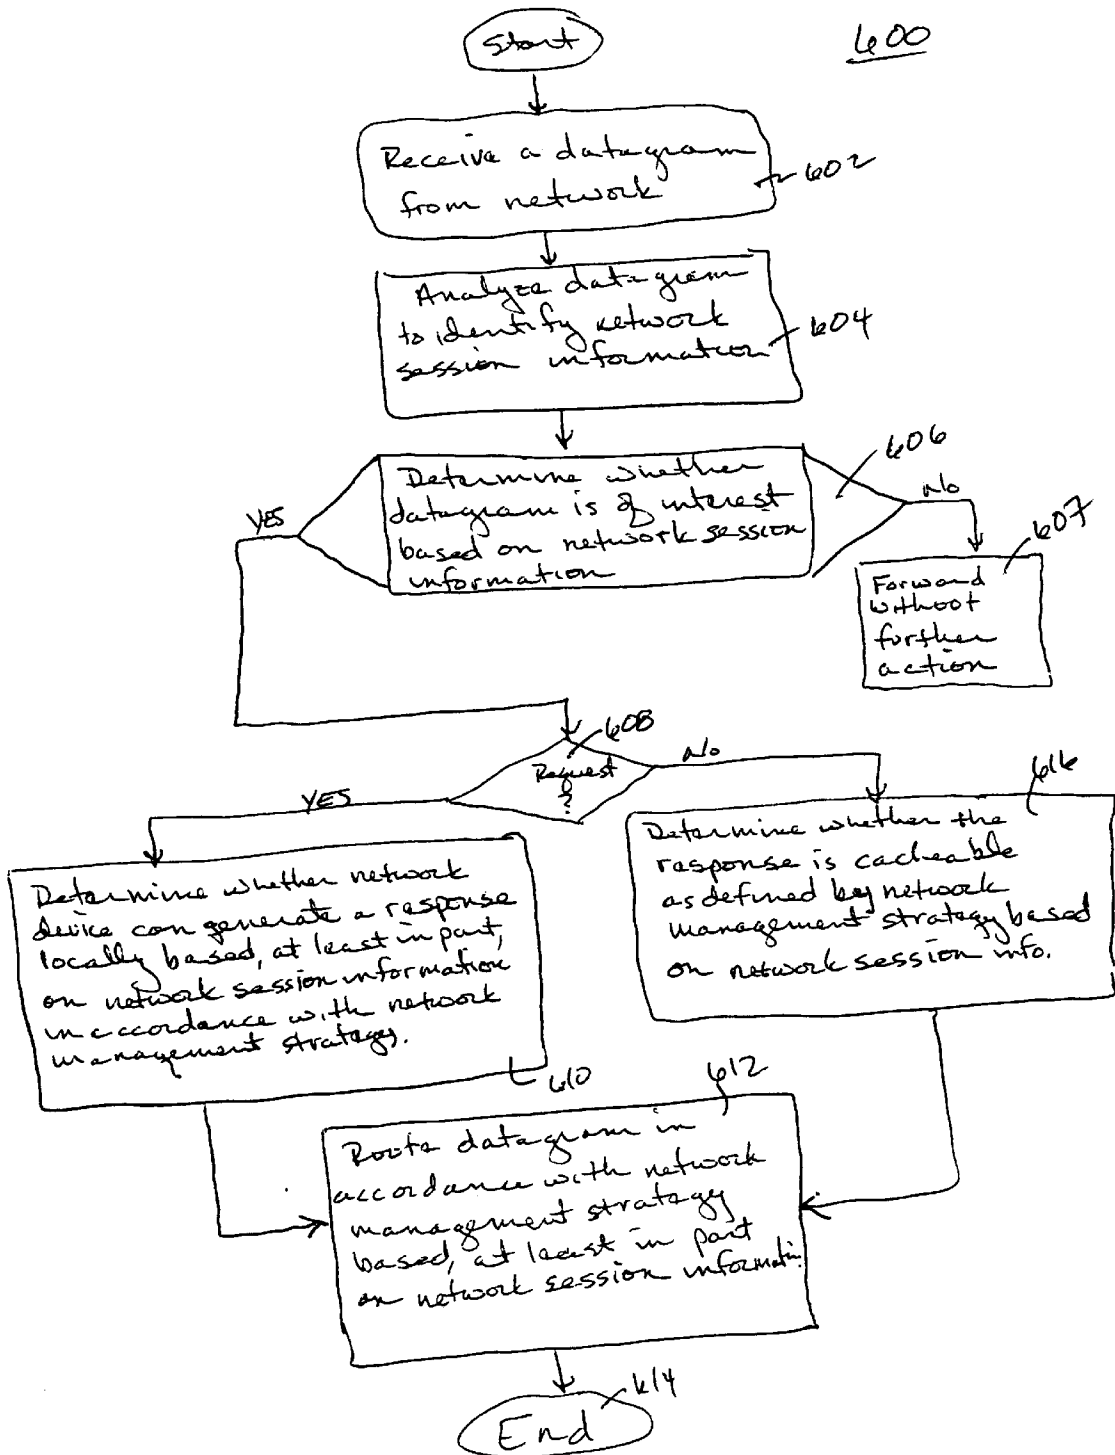 Start
600
Receive a datagram
from network
602
Analyze datagram
to identify network
session information
604
Determine whether
datagram is of interest
based on network session
information
606
YES
No
607
Forward
without
further
action
608
Request
?
YES
No
616
Determine whether network
device can generate a response
locally based, at least in part,
on network session information
in accordance with network
management strategy.
610
Determine whether the
response is cacheable
as defined by network
management strategy based
on network session info.
612
Route datagram in
accordance with network
management strategy
based, at least in part
on network session information
614
End